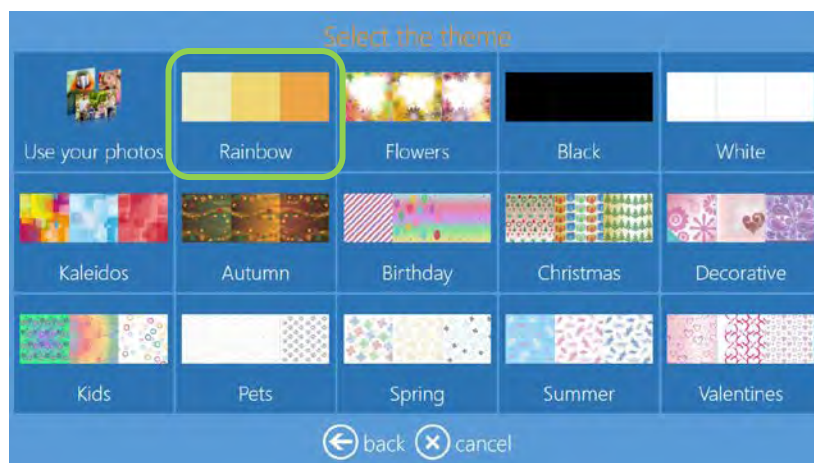 Select the theme
Use your photos Rainbow Flowers Black White
Kaleidos Autumn Birthday Christmas Decorative
Kids Pets Spring Summer Valentines
back cancel